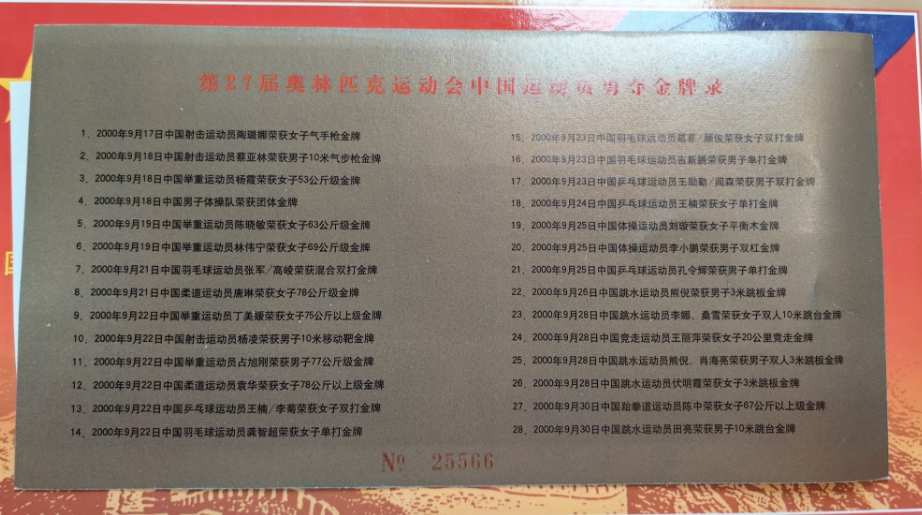 第27届奥林匹克运动会中国运动员勇夺金牌录
1、2000年9月17日中国射击运动员陶璐娜荣获女子气手枪金牌
2、2000年9月18日中国射击运动员蔡亚林荣获男子10米气步枪金牌
3、2000年9月18日中国举重运动员杨霞荣获女子53公斤级金牌
4、2000年9月18日中国男子体操队荣获团体金牌
5、2000年9月19日中国举重运动员陈晓敏荣获女子63公斤级金牌
6、2000年9月19日中国举重运动员林伟宁荣获女子69公斤级金牌
7、2000年9月21日中国羽毛球运动员张军/高崚荣获混合双打金牌
8、2000年9月21日中国柔道运动员唐琳荣获女子78公斤级金牌
9、2000年9月22日中国举重运动员丁美媛荣获女子75公斤以上级金牌
10、2000年9月22日中国射击运动员杨凌荣获男子10米移动靶金牌
11、2000年9月22日中国举重运动员占旭刚荣获男子77公斤级金牌
12、2000年9月22日中国柔道运动员袁华荣获女子78公斤以上级金牌
13、2000年9月22日中国乒乓球运动员王楠/李菊荣获女子双打金牌
14、2000年9月22日中国羽毛球运动员龚智超荣获女子单打金牌
15、2000年9月23日中国羽毛球运动员葛菲/顾俊荣获女子双打金牌
16、2000年9月23日中国羽毛球运动员吉新鹏荣获男子单打金牌
17、2000年9月23日中国乒乓球运动员王励勤/阎森荣获男子双打金牌
18、2000年9月24日中国乒乓球运动员王楠荣获女子单打金牌
19、2000年9月25日中国体操运动员刘璇荣获女子平衡木金牌
20、2000年9月25日中国体操运动员李小鹏荣获男子双杠金牌
21、2000年9月25日中国乒乓球运动员孔令辉荣获男子单打金牌
22、2000年9月26日中国跳水运动员熊倪荣获男子3米跳板金牌
23、2000年9月28日中国跳水运动员李娜、桑雪荣获女子双人10米跳台金牌
24、2000年9月28日中国竞走运动员王丽萍荣获女子20公里竞走金牌
25、2000年9月28日中国跳水运动员熊倪、肖海亮荣获男子双人3米跳板金牌
26、2000年9月28日中国跳水运动员伏明霞荣获女子3米跳板金牌
27、2000年9月30日中国跆拳道运动员陈中荣获女子67公斤以上级金牌
28、2000年9月30日中国跳水运动员田亮荣获男子10米跳台金牌
№ 25566